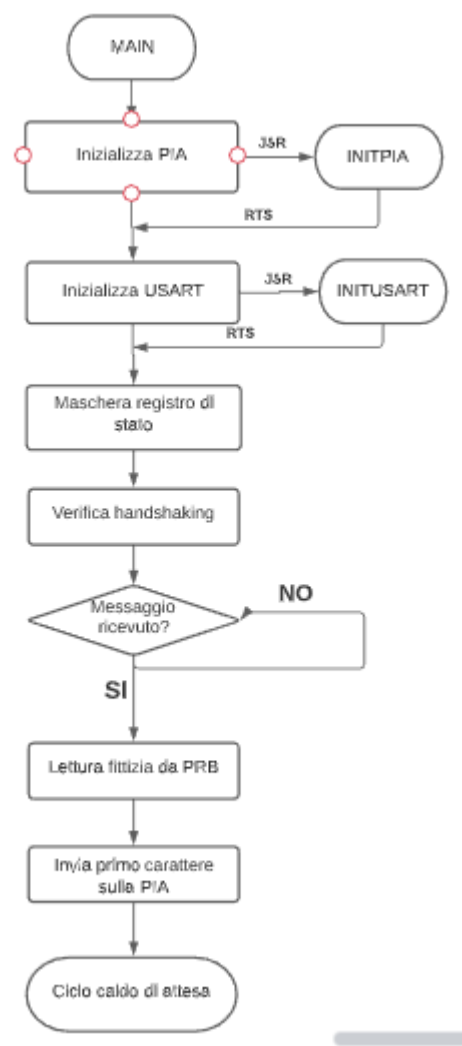 MAIN
Inizializza PIA
JSR
INITPIA
RTS
Inizializza USART
JSR
INITUSART
RTS
Maschera registro di
stato
Verifica handshaking
Messaggio
ricevuto?
NO
SI
Lettura fittizia da PRB
Invia primo carattere
sulla PIA
Ciclo caldo di attesa